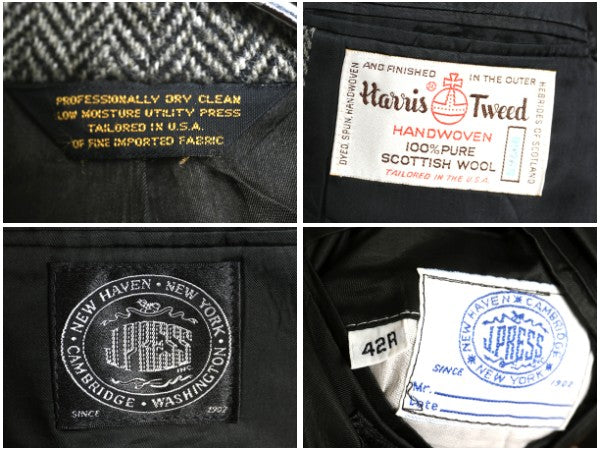 PROFESSIONALLY DRY CLEAN
LOW MOISTURE UTILITY PRESS
TAILORED IN U.S.A.
OF FINE IMPORTED FABRIC
DYED, SPUN, HANDWOVEN AND FINISHED IN THE OUTER HEBRIDES OF SCOTLAND
Harris ® Tweed
HANDWOVEN
100% PURE
SCOTTISH WOOL
TAILORED IN THE U.S.A.
NEW HAVEN • NEW YORK
J.PRESS
INC.
CAMBRIDGE • WASHINGTON
SINCE 1902
42R
NEW HAVEN CAMBRIDGE
J.PRESS
NEW YORK
SINCE 1902
Mr.
Date